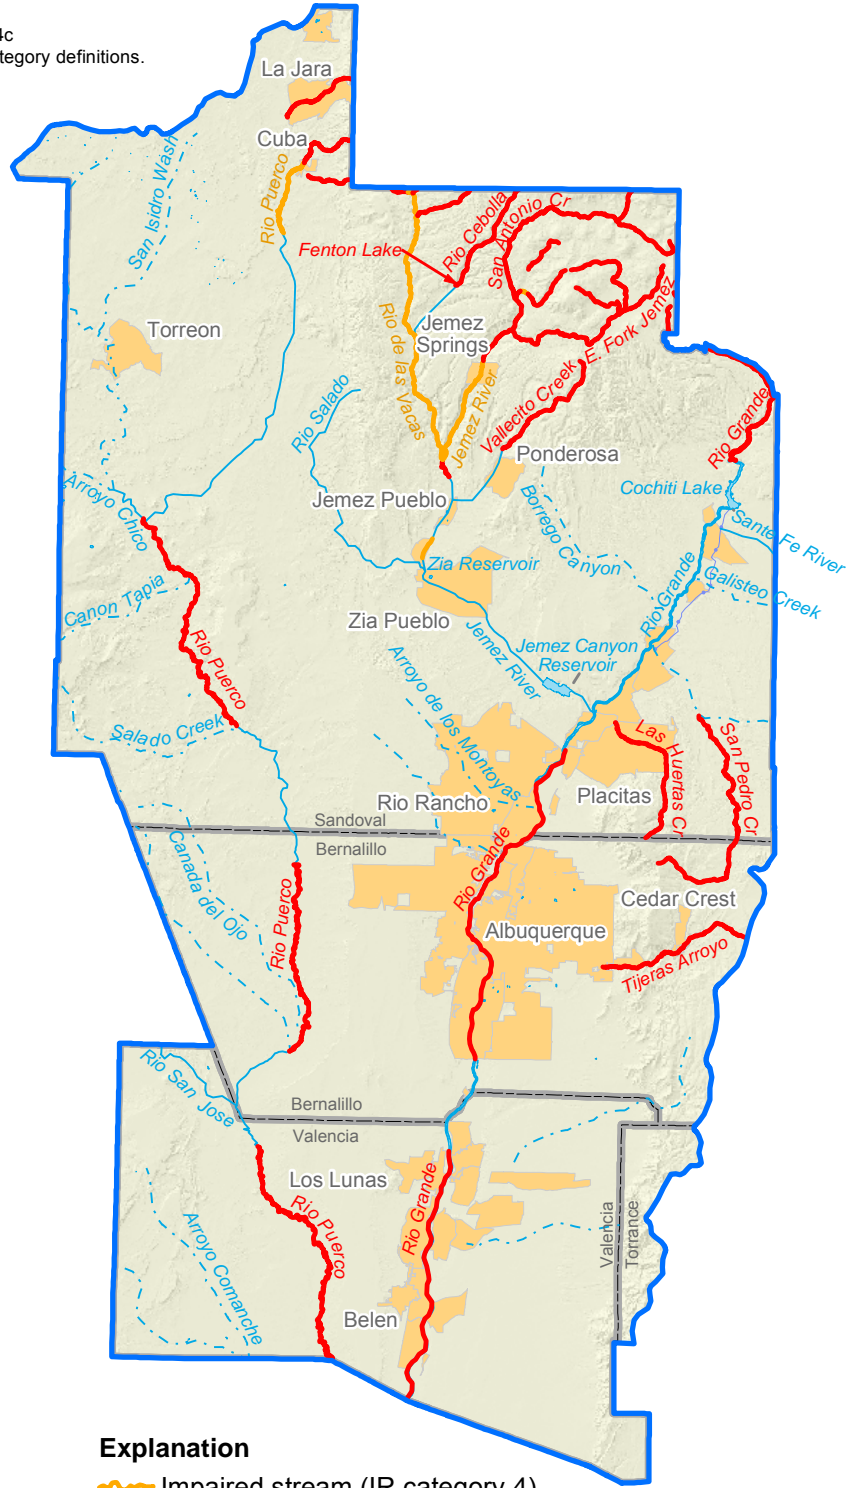 4c
tegory definitions.
La Jara
Cuba
San Isidro Wash
Rio Puerco
Fenton Lake
Rio Cebolla
San Antonio Cr
Torreon
Jemez
Springs
Rio de las Vacas
E. Fork Jemez
Rio Salado
Jemez River
Vallecito Creek
Rio Grande
Ponderosa
Arroyo Chico
Jemez Pueblo
Borrego Canyon
Cochiti Lake
Sante Fe River
Canon Tapia
Zia Reservoir
Galisteo Creek
Zia Pueblo
Rio Grande
Rio Puerco
Jemez River
Jemez Canyon
Reservoir
Arroyo de los Montoyas
Salado Creek
Las Huertas Cr
San Pedro Cr
Rio Rancho
Placitas
Sandoval
Bernalillo
Canada del Ojo
Rio Puerco
Rio Grande
Cedar Crest
Albuquerque
Tijeras Arroyo
Rio San Jose
Bernalillo
Valencia
Los Lunas
Rio Puerco
Rio Grande
Valencia
Torrance
Arroyo Comanche
Belen
Explanation
Impaired stream (IR category 4)